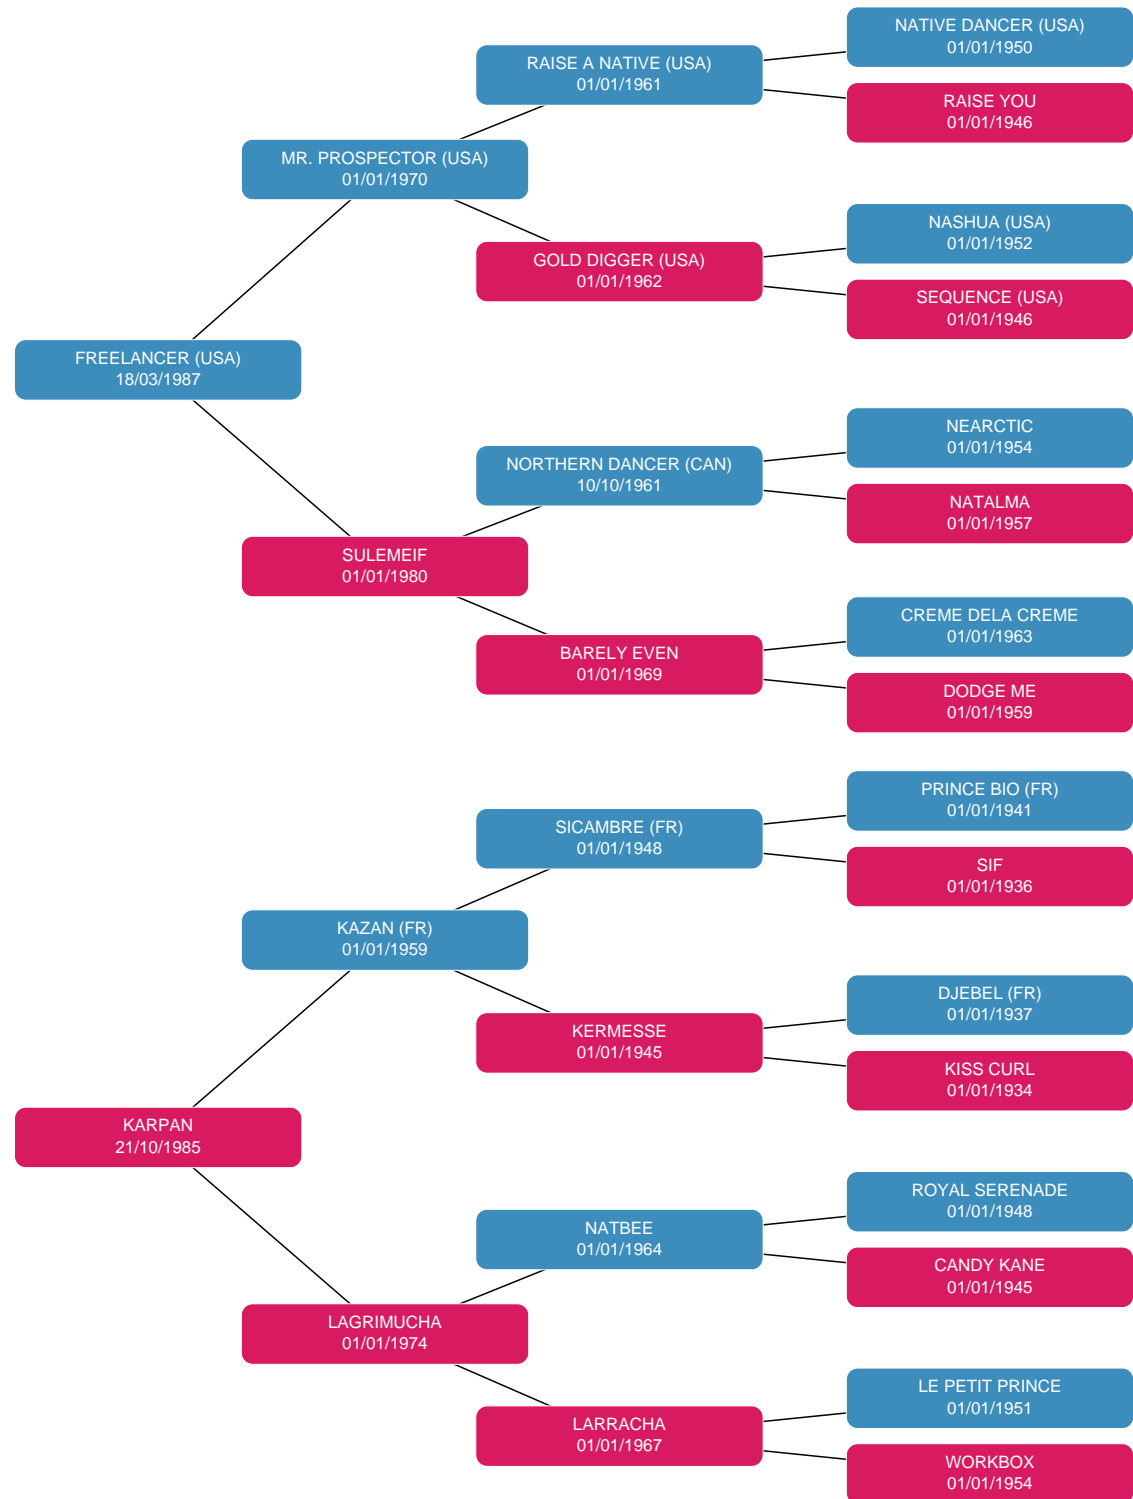 NATIVE DANCER (USA)
01/01/1950
RAISE A NATIVE (USA)
01/01/1961
RAISE YOU
01/01/1946
MR. PROSPECTOR (USA)
01/01/1970
NASHUA (USA)
01/01/1952
GOLD DIGGER (USA)
01/01/1962
SEQUENCE (USA)
01/01/1946
FREELANCER (USA)
18/03/1987
NEARCTIC
01/01/1954
NORTHERN DANCER (CAN)
10/10/1961
NATALMA
01/01/1957
SULEMEIF
01/01/1980
CREME DELA CREME
01/01/1963
BARELY EVEN
01/01/1969
DODGE ME
01/01/1959
PRINCE BIO (FR)
01/01/1941
SICAMBRE (FR)
01/01/1948
SIF
01/01/1936
KAZAN (FR)
01/01/1959
DJEBEL (FR)
01/01/1937
KERMESSE
01/01/1945
KISS CURL
01/01/1934
KARPAN
21/10/1985
ROYAL SERENADE
01/01/1948
NATBEE
01/01/1964
CANDY KANE
01/01/1945
LAGRIMUCHA
01/01/1974
LE PETIT PRINCE
01/01/1951
LARRACHA
01/01/1967
WORKBOX
01/01/1954